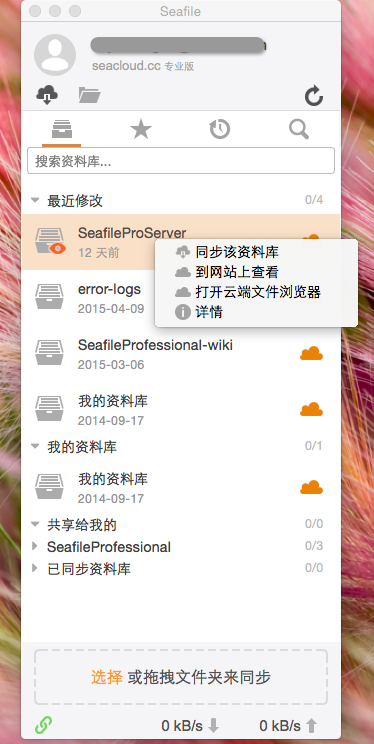 Seafile
seacloud.cc 专业版
搜索资料库...
最近修改 0/4
SeafileProServer
12 天前
同步该资料库
到网站上查看
打开云端文件浏览器
详情
error-logs
2015-04-09
SeafileProfessional-wiki
2015-03-06
我的资料库
2014-09-17
我的资料库 0/1
我的资料库
2014-09-17
共享给我的 0/0
SeafileProfessional 0/3
已同步资料库 0/0
选择 或拖拽文件夹来同步
0 kB/s 0 kB/s